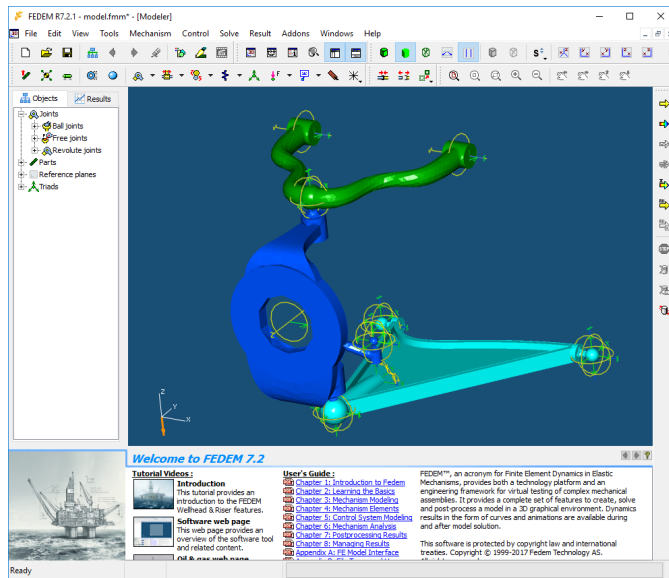 FEDEM R7.2.1 - model.fmm* - [Modeler]
File Edit View Tools Mechanism Control Solve Result Addons Windows Help
Objects Results
Joints
Ball joints
Free joints
Revolute joints
Parts
Reference planes
Triads
Z
Y
X
Welcome to FEDEM 7.2
Tutorial Videos :
Introduction
This tutorial provides an
introduction to the FEDEM
Wellhead & Riser features.
Software web page
This web page provides an
overview of the software tool
and related content.
Oil & gas web page
User's Guide :
Chapter 1: Introduction to Fedem
Chapter 2: Learning the Basics
Chapter 3: Mechanism Modeling
Chapter 4: Mechanism Elements
Chapter 5: Control System Modeling
Chapter 6: Mechanism Analysis
Chapter 7: Postprocessing Results
Chapter 8: Managing Results
Appendix A: FE Model Interface
FEDEM™, an acronym for Finite Element Dynamics in Elastic
Mechanisms, provides both a technology platform and an
engineering framework for virtual testing of complex mechanical
assemblies. It provides a complete set of features to create, solve
and post-process a model in a 3D graphical environment. Dynamics
results in the form of curves and animations are available during
and after model solution.
This software is protected by copyright law and international
treaties. Copyright © 1999-2017 Fedem Technology AS.
Ready